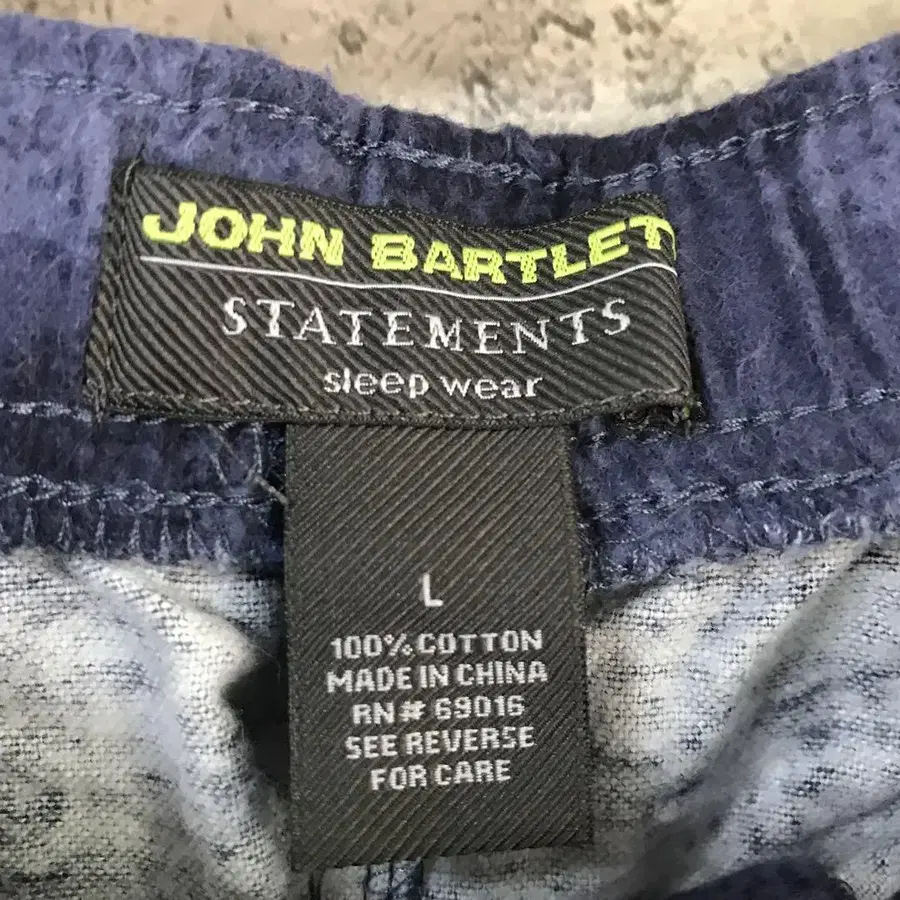 JOHN BARTLETT
STATEMENTS
sleep wear
L
100% COTTON
MADE IN CHINA
RN# 69016
SEE REVERSE
FOR CARE